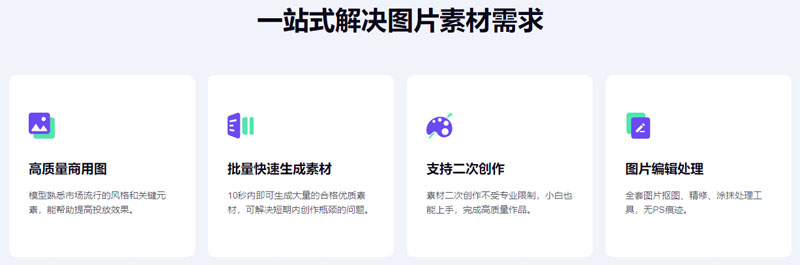 一站式解决图片素材需求
高质量商用图
模型熟悉市场流行的风格和关键元
素，能帮助提高投放效果。
批量快速生成素材
10秒内即可生成大量的合格优质素
材，可解决短期内创作瓶颈的问题。
支持二次创作
素材二次创作不受专业限制，小白也
能上手，完成高质量作品。
图片编辑处理
全套图片抠图、精修、涂抹处理工
具，无PS痕迹。